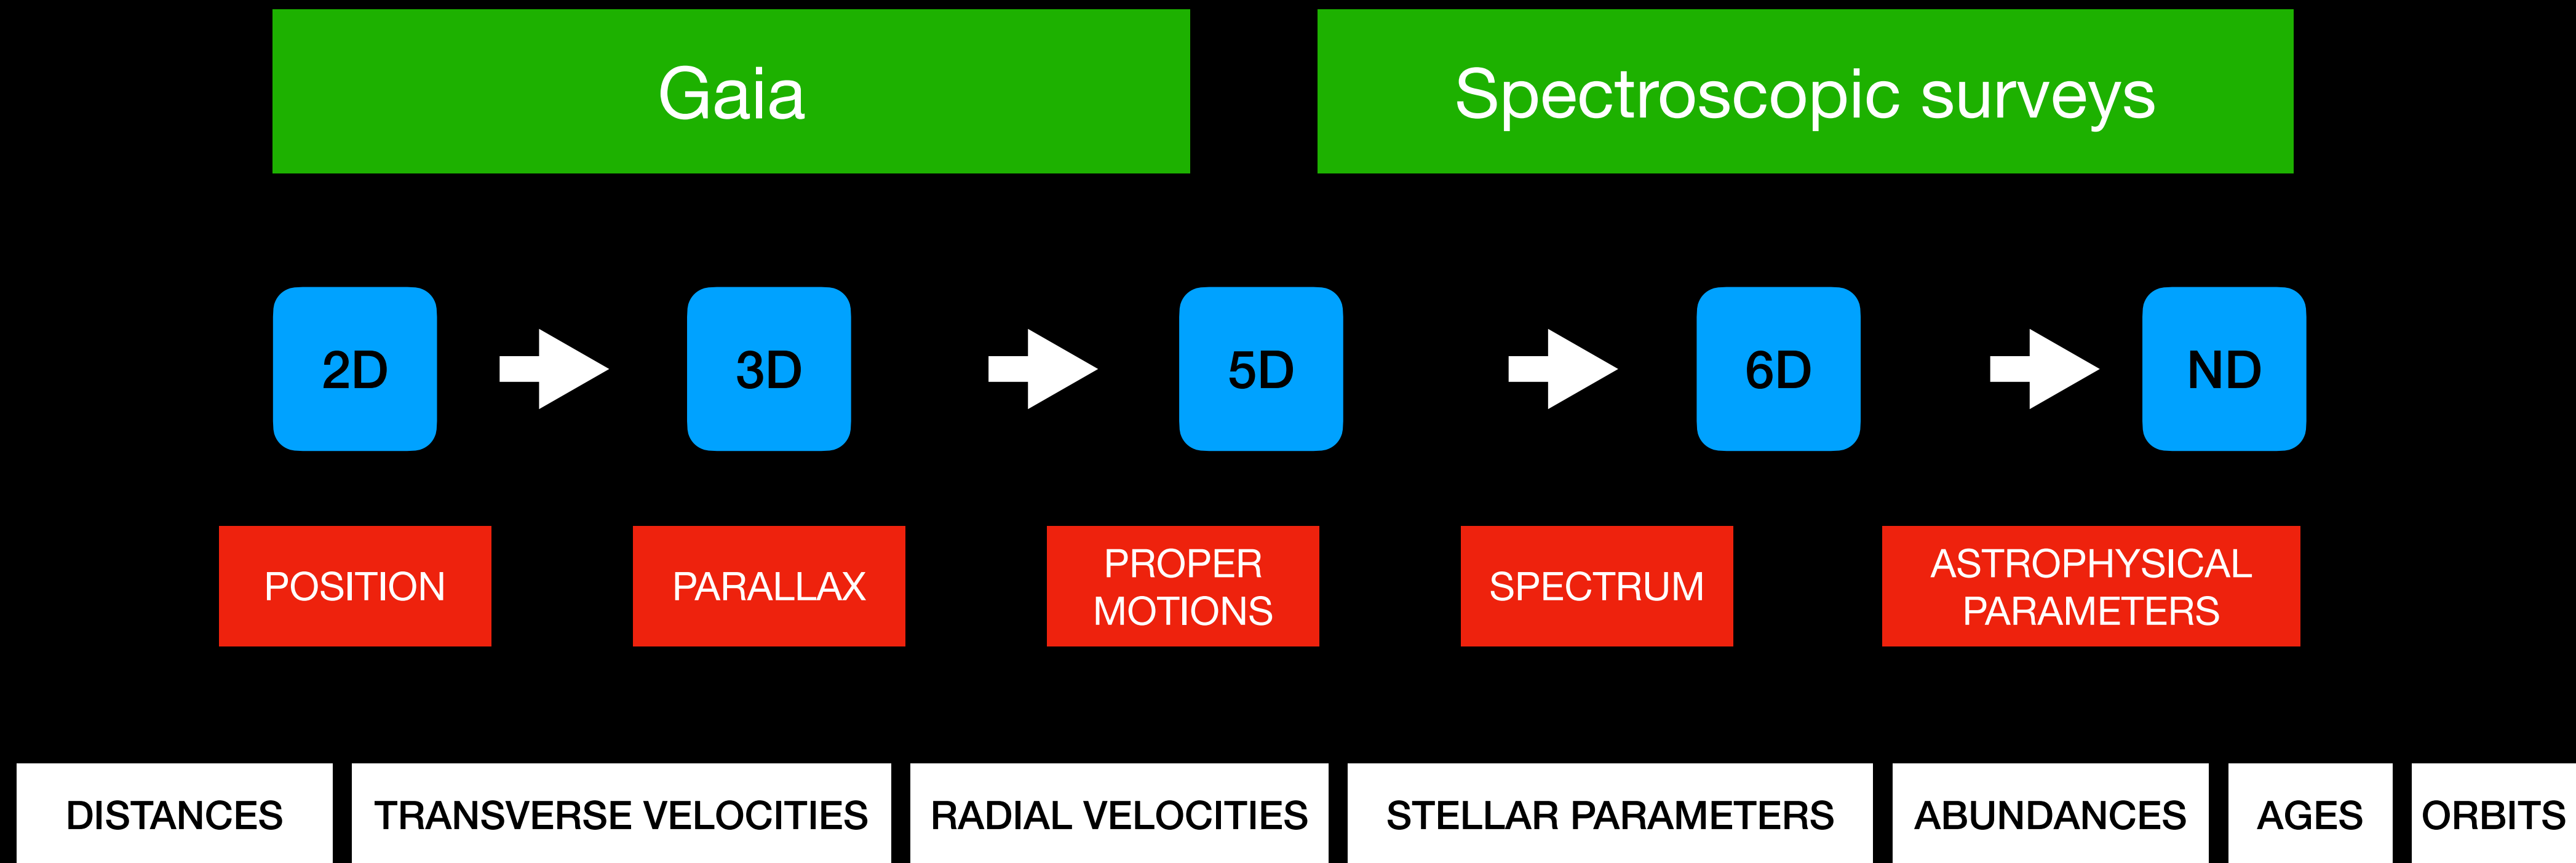 Gaia
Spectroscopic surveys
2D
3D
5D
6D
ND
POSITION
PARALLAX
PROPER
MOTIONS
SPECTRUM
ASTROPHYSICAL
PARAMETERS
DISTANCES
TRANSVERSE VELOCITIES
RADIAL VELOCITIES
STELLAR PARAMETERS
ABUNDANCES
AGES
ORBITS